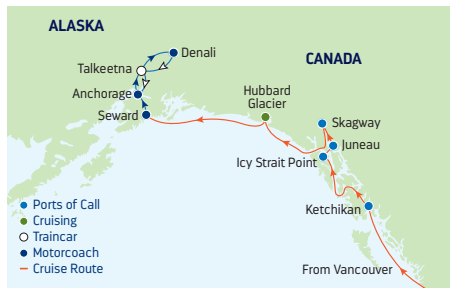 ALASKA
Denali
CANADA
Talkeetna
Anchorage
Hubbard
Glacier
Seward
Skagway
Juneau
Icy Strait Point
Ketchikan
From Vancouver
Ports of Call
Cruising
Traincar
Motorcoach
Cruise Route